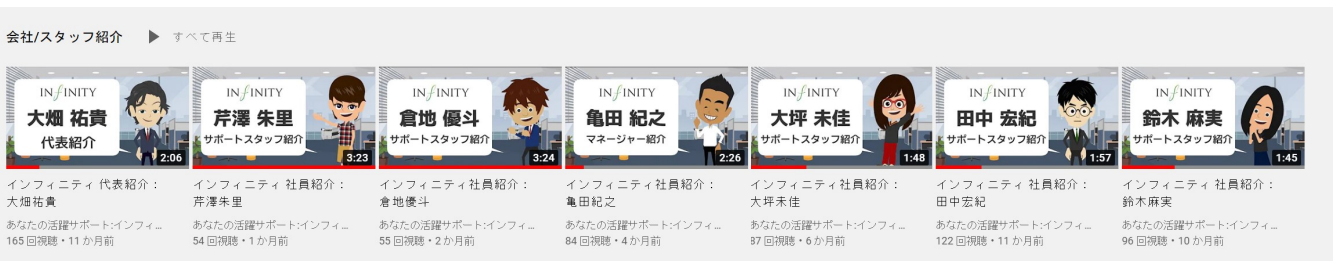 会社/スタッフ紹介 ▶ すべて再生
INFINITY
大畑 祐貴
代表紹介
2:06
インフィニティ 代表紹介：
大畑祐貴
あなたの活躍サポート:インフィ...
165 回視聴・11 か月前
INFINITY
芹澤 朱里
サポートスタッフ紹介
3:23
インフィニティ 社員紹介：
芹澤朱里
あなたの活躍サポート:インフィ...
54 回視聴・1 か月前
INFINITY
倉地 優斗
サポートスタッフ紹介
3:24
インフィニティ社員紹介：
倉地優斗
あなたの活躍サポート:インフィ...
55 回視聴・2 か月前
INFINITY
亀田 紀之
マネージャー紹介
2:26
インフィニティ社員紹介：
亀田紀之
あなたの活躍サポート:インフィ...
84 回視聴・4 か月前
INFINITY
大坪 未佳
サポートスタッフ紹介
1:48
インフィニティ社員紹介：
大坪未佳
あなたの活躍サポート:インフィ...
87 回視聴・6 か月前
INFINITY
田中 宏紀
サポートスタッフ紹介
1:57
インフィニティ 社員紹介：
田中宏紀
あなたの活躍サポート:インフィ...
122 回視聴・11 か月前
INFINITY
鈴木 麻実
サポートスタッフ紹介
1:45
インフィニティ 社員紹介：
鈴木麻実
あなたの活躍サポート:インフィ...
96 回視聴・10 か月前